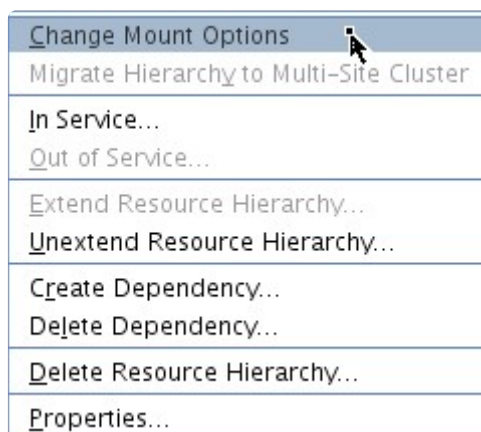 Change Mount Options
Migrate Hierarchy to Multi-Site Cluster
In Service...
Out of Service...
Extend Resource Hierarchy...
Unextend Resource Hierarchy...
Create Dependency...
Delete Dependency...
Delete Resource Hierarchy...
Properties...